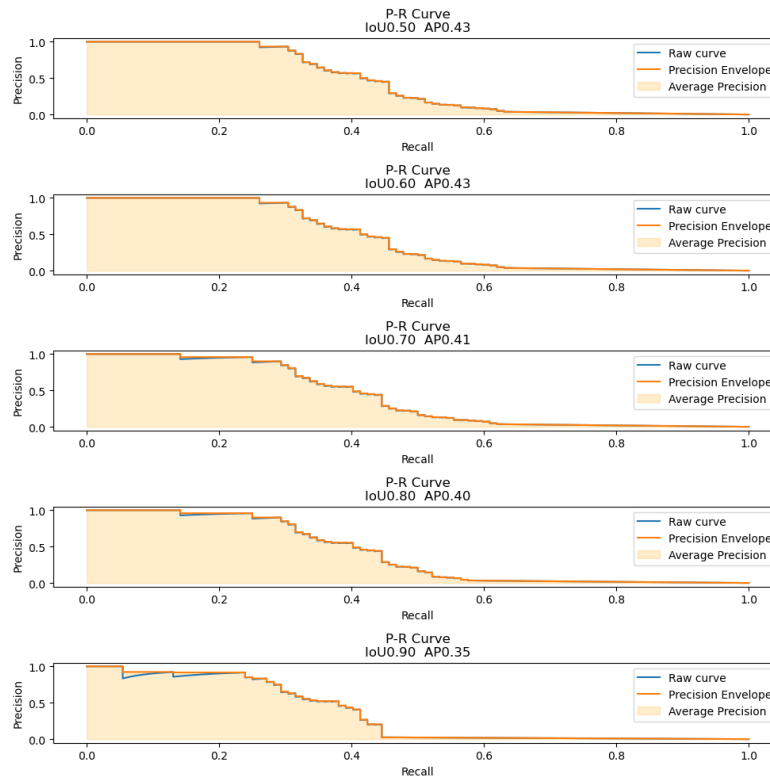 P-R Curve
IoU0.50 AP0.43
1.0
0.5
0.0
Precision
Raw curve
Precision Envelope
Average Precision
0.0 0.2 0.4 0.6 0.8 1.0
Recall
P-R Curve
IoU0.60 AP0.43
1.0
0.5
0.0
Precision
Raw curve
Precision Envelope
Average Precision
0.0 0.2 0.4 0.6 0.8 1.0
Recall
P-R Curve
IoU0.70 AP0.41
1.0
0.5
0.0
Precision
Raw curve
Precision Envelope
Average Precision
0.0 0.2 0.4 0.6 0.8 1.0
Recall
P-R Curve
IoU0.80 AP0.40
1.0
0.5
0.0
Precision
Raw curve
Precision Envelope
Average Precision
0.0 0.2 0.4 0.6 0.8 1.0
Recall
P-R Curve
IoU0.90 AP0.35
1.0
0.5
0.0
Precision
Raw curve
Precision Envelope
Average Precision
0.0 0.2 0.4 0.6 0.8 1.0
Recall